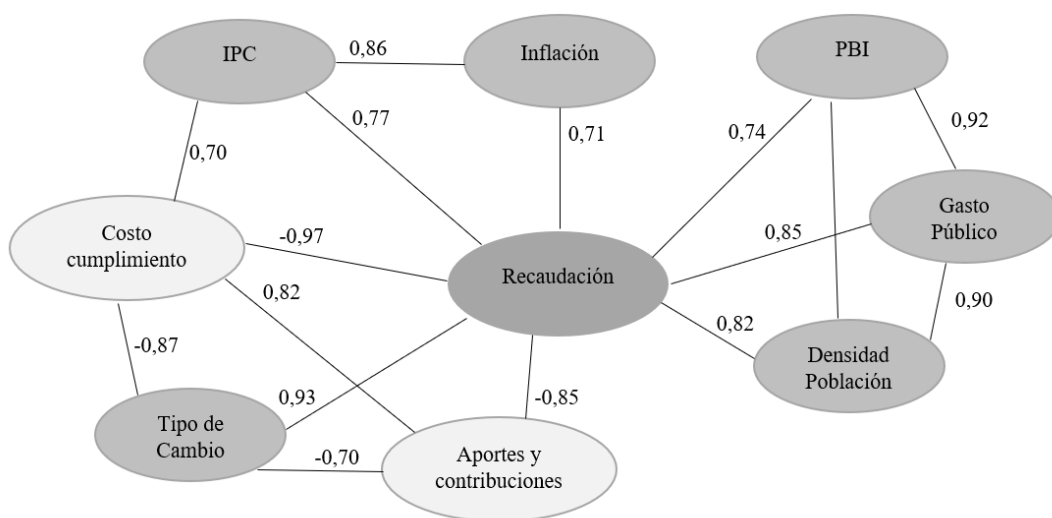 IPC
0,86
Inflación
PBI
0,77
0,71
0,74
0,92
0,70
Costo
cumplimiento
-0,97
0,85
Gasto
Público
Recaudación
0,82
0,82
0,90
-0,87
Densidad
Población
0,93
-0,85
Tipo de
Cambio
-0,70
Aportes y
contribuciones